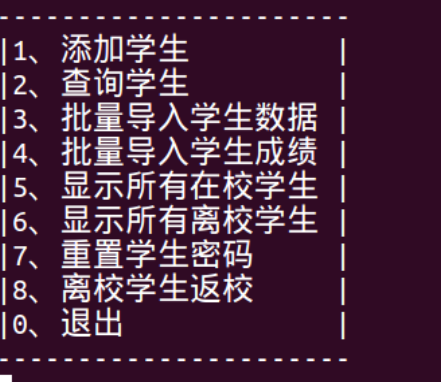 ----------------------
|1、添加学生 |
|2、查询学生 |
|3、批量导入学生数据 |
|4、批量导入学生成绩 |
|5、显示所有在校学生 |
|6、显示所有离校学生 |
|7、重置学生密码 |
|8、离校学生返校 |
|0、退出 |
----------------------